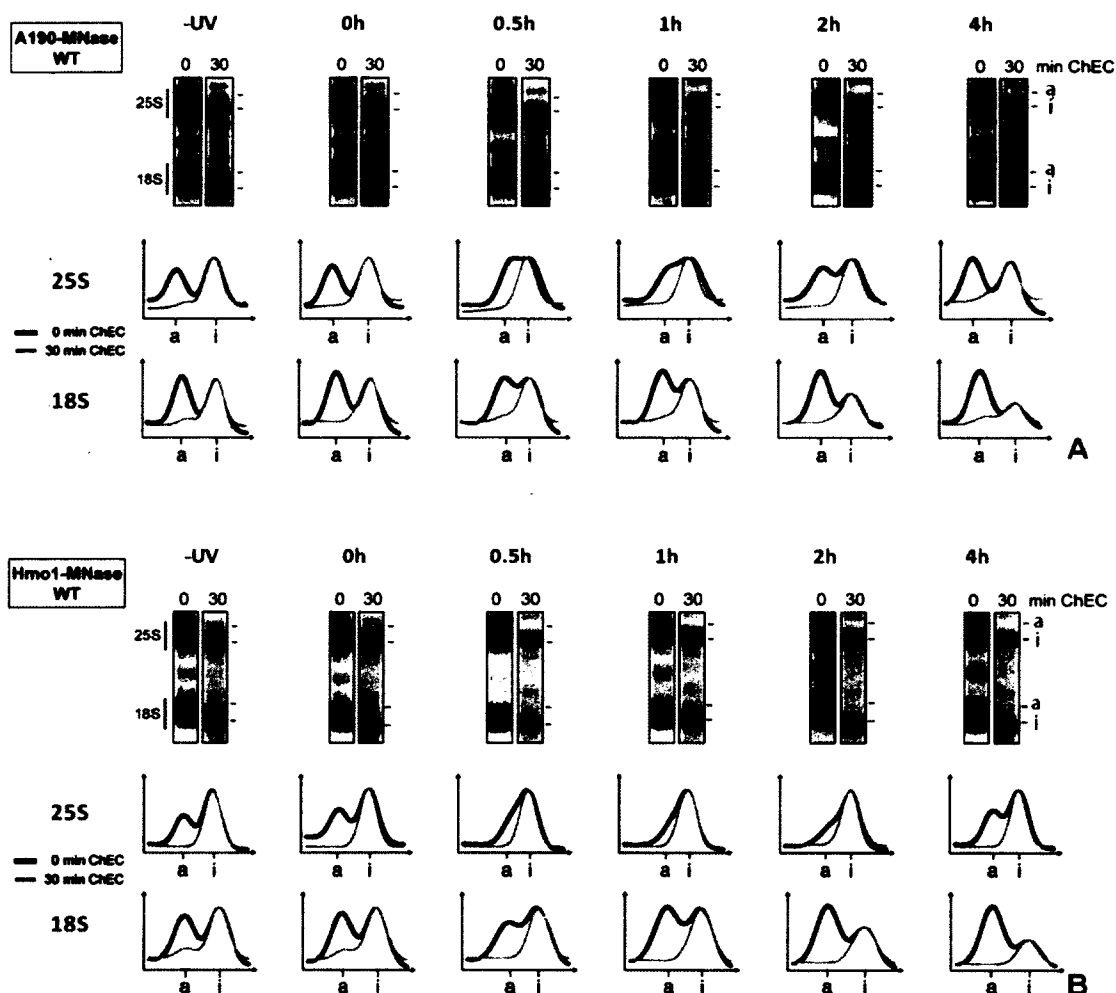 A190-MNase
WT
-UV 0h 0.5h 1h 2h 4h
0 30 0 30 0 30 0 30 0 30 0 30 min ChEC
25S a
i
18S a
i
25S
0 min ChEC
30 min ChEC
a i a i a i a i a i a i
18S
a i a i a i a i a i a i
A
Hmo1-MNase
WT
-UV 0h 0.5h 1h 2h 4h
0 30 0 30 0 30 0 30 0 30 0 30 min ChEC
25S a
i
18S a
i
25S
0 min ChEC
30 min ChEC
a i a i a i a i a i a i
18S
a i a i a i a i a i a i
B